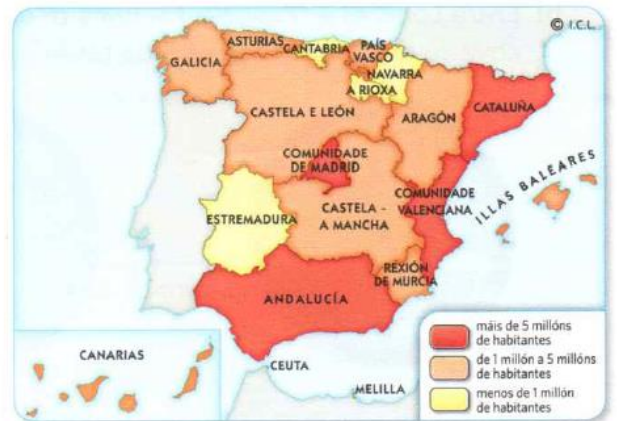 © I.C.L.
ASTURIAS
CANTABRIA
PAÍS
VASCO
GALICIA
NAVARRA
A RIOXA
CASTELA E LEÓN
ARAGÓN
CATALUÑA
COMUNIDADE
DE MADRID
ILLAS BALEARES
COMUNIDADE
VALENCIANA
ESTREMADURA
CASTELA -
A MANCHA
REXIÓN
DE MURCIA
ANDALUCÍA
CANARIAS
CEUTA
MELILLA
máis de 5 millóns
de habitantes
de 1 millón a 5 millóns
de habitantes
menos de 1 millón
de habitantes